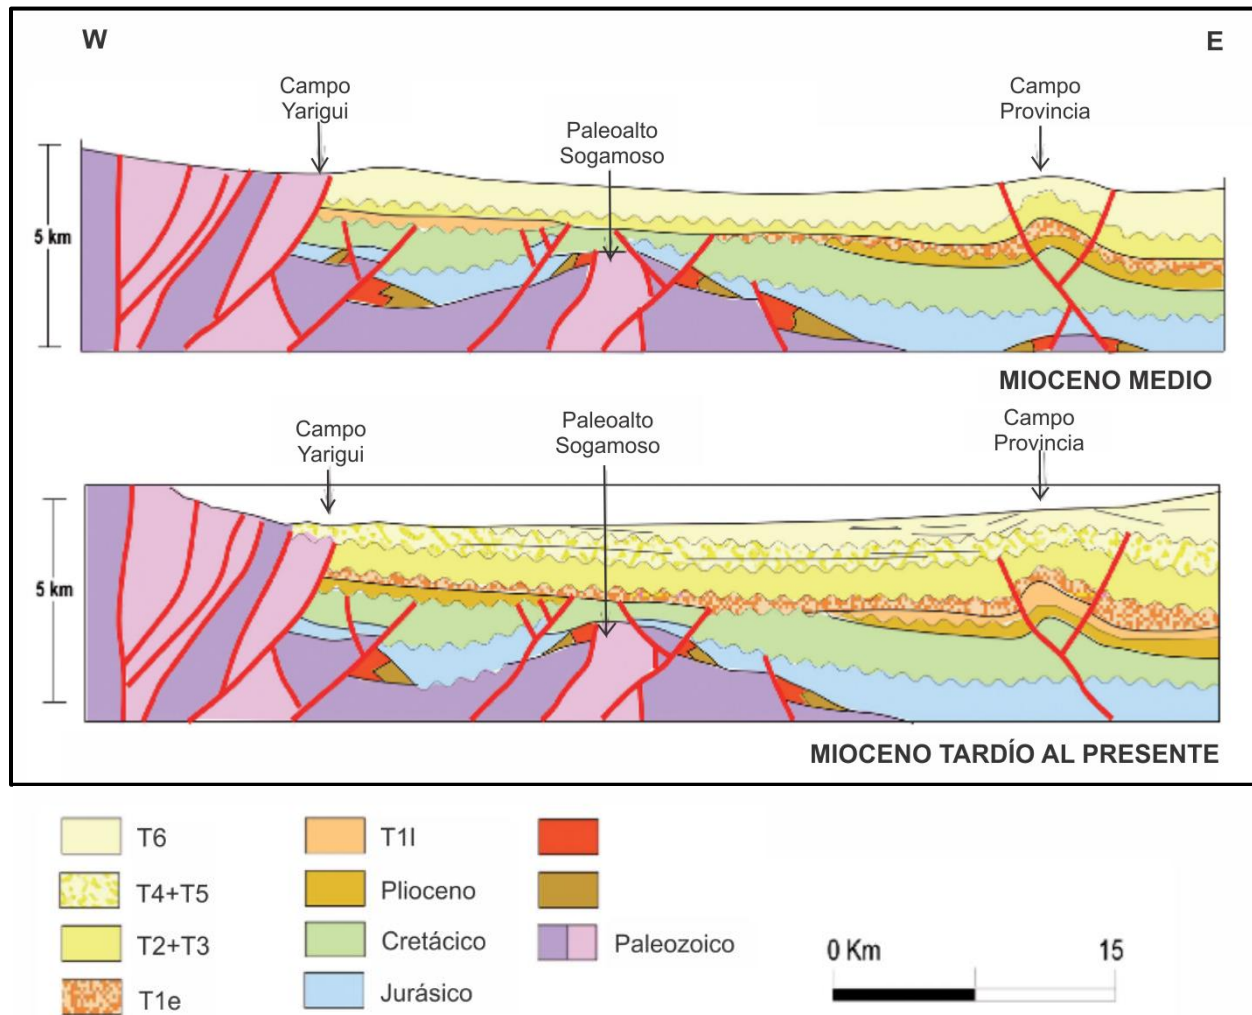 W
E
Campo
Yarigui
Paleoalto
Sogamoso
Campo
Provincia
5 km
MIOCENO MEDIO
Campo
Yarigui
Paleoalto
Sogamoso
Campo
Provincia
5 km
MIOCENO TARDÍO AL PRESENTE
T6
T4+T5
T2+T3
T1e
T1l
Plioceno
Cretácico
Jurásico
Paleozoico
0 Km
15